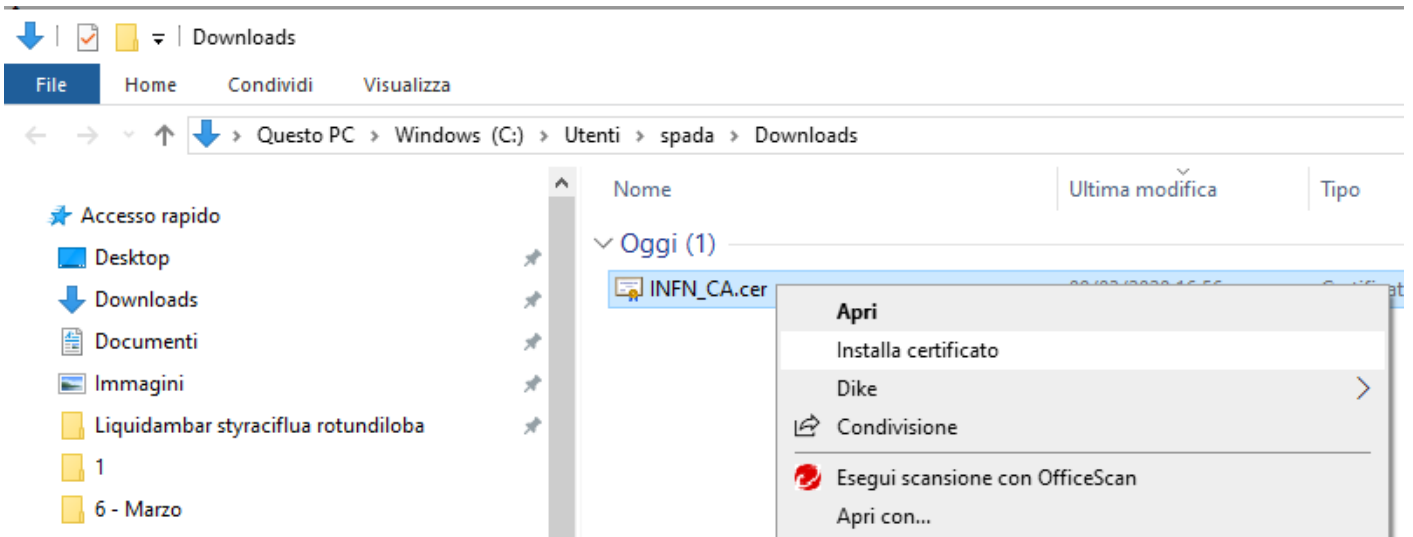 Downloads
File Home Condividi Visualizza
Questo PC > Windows (C:) > Utenti > spada > Downloads
Nome Ultima modifica Tipo
Accesso rapido
Oggi (1)
Desktop
INFN_CA.cer
Downloads
Apri
Documenti
Installa certificato
Immagini
Dike
Liquidambar styraciflua rotundiloba
Condivisione
1
Esegui scansione con OfficeScan
6 - Marzo
Apri con...